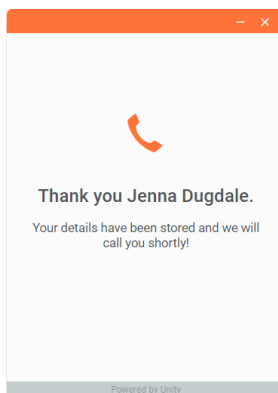 Thank you Jenna Dugdale.
Your details have been stored and we will
call you shortly!
Powered by Unity